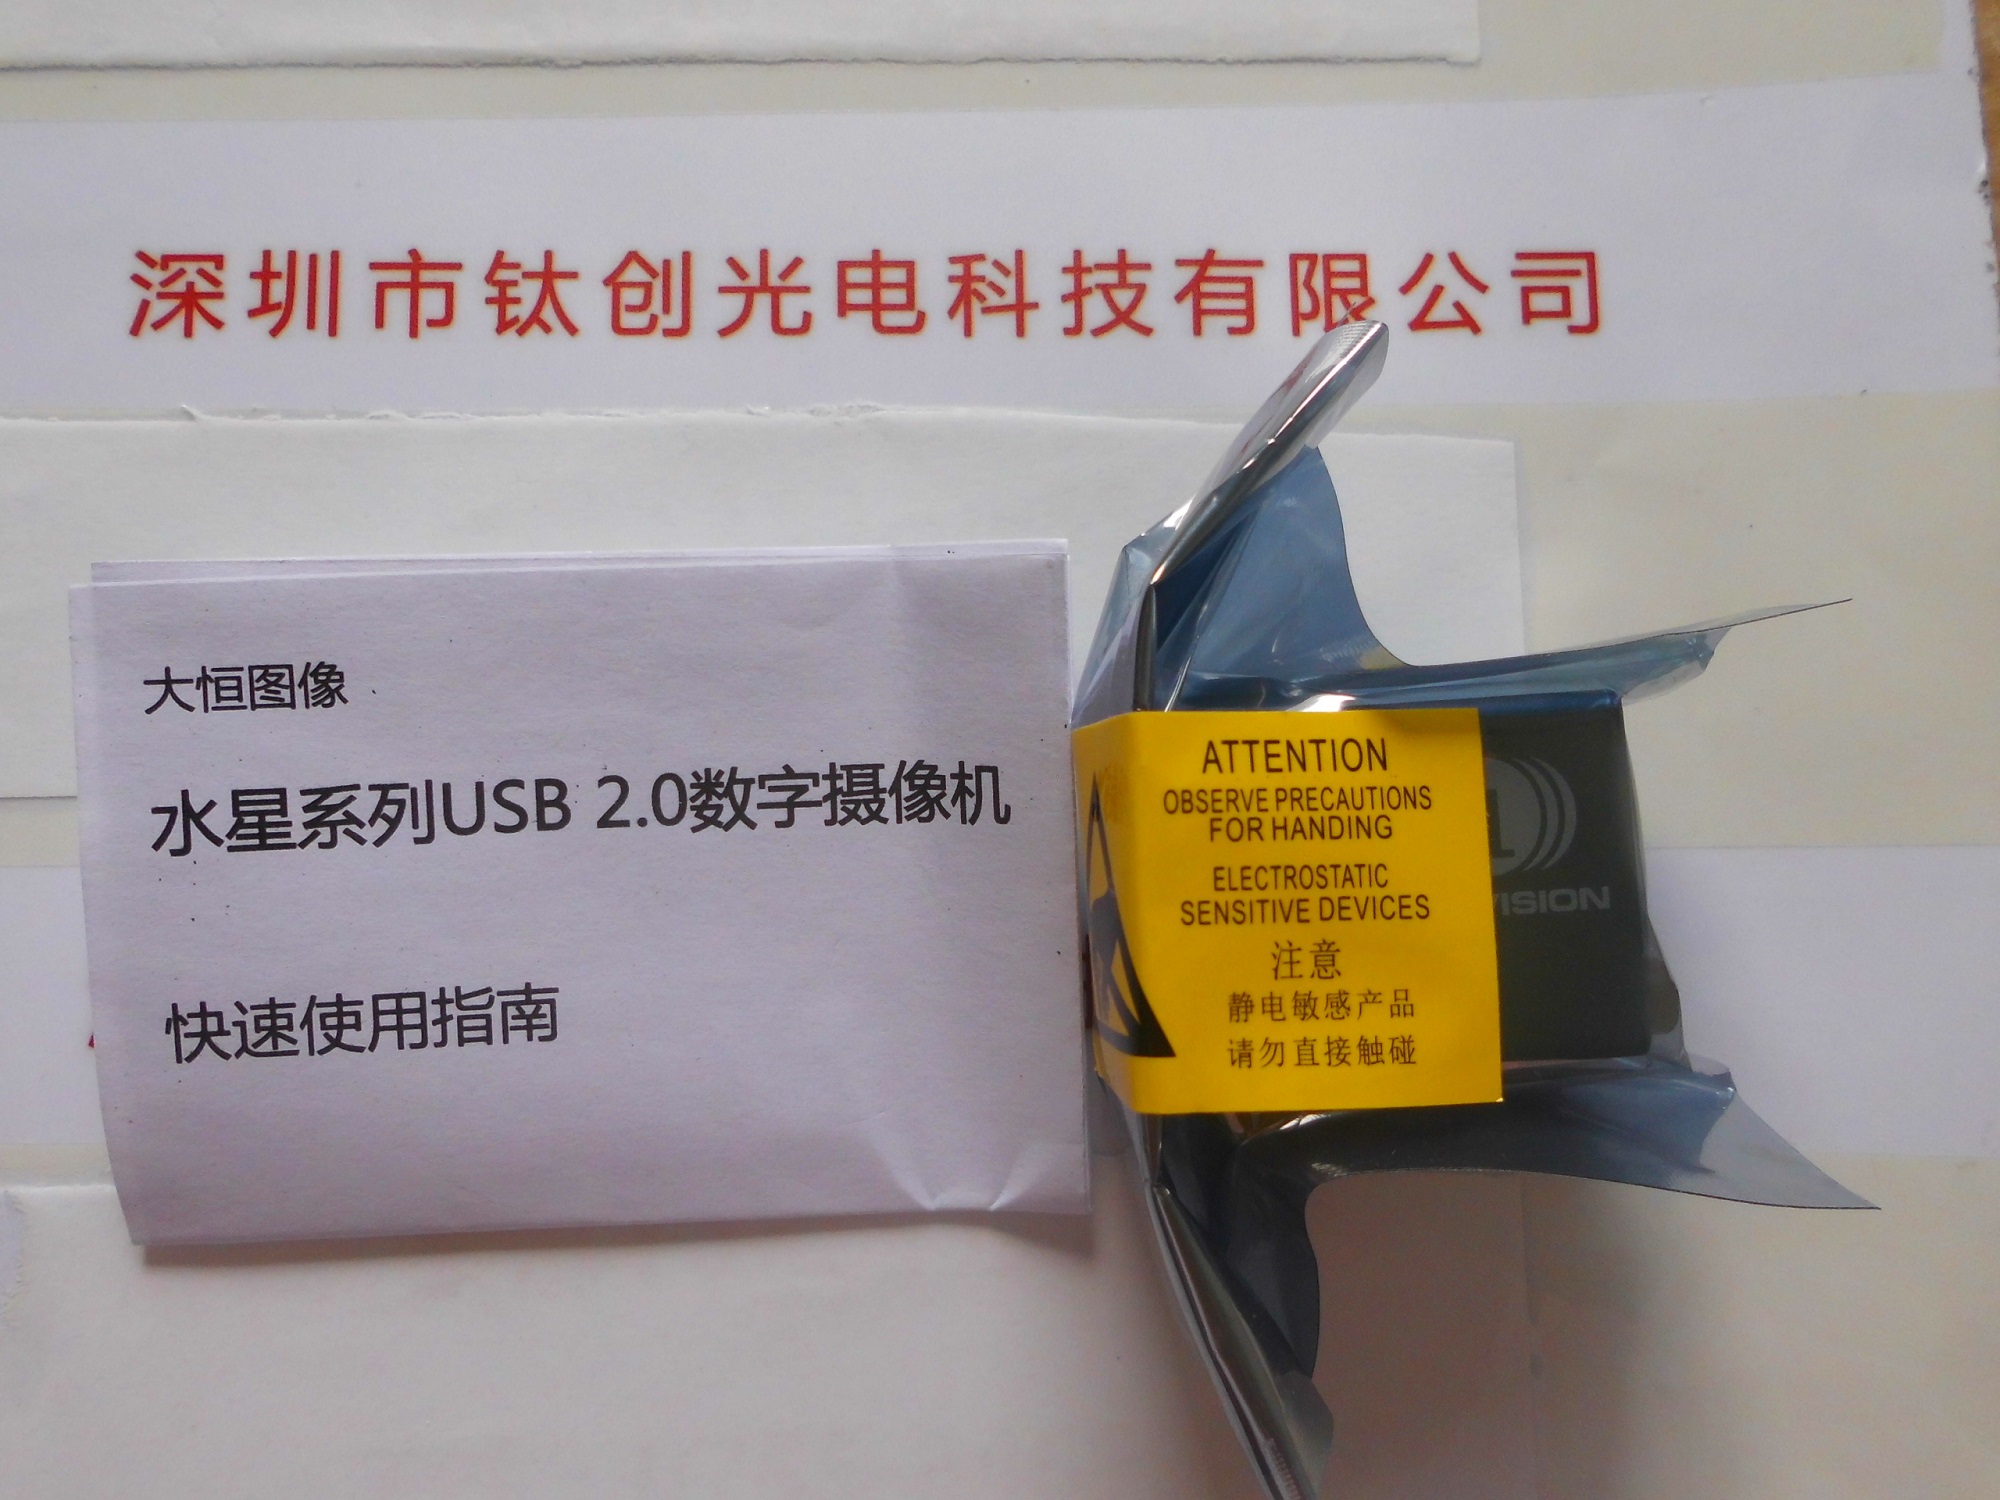 深圳市钛创光电科技有限公司
大恒图像
水星系列USB 2.0数字摄像机
快速使用指南
ATTENTION
OBSERVE PRECAUTIONS
FOR HANDING
ELECTROSTATIC
SENSITIVE DEVICES
注意
静电敏感产品
请勿直接触碰
VISION